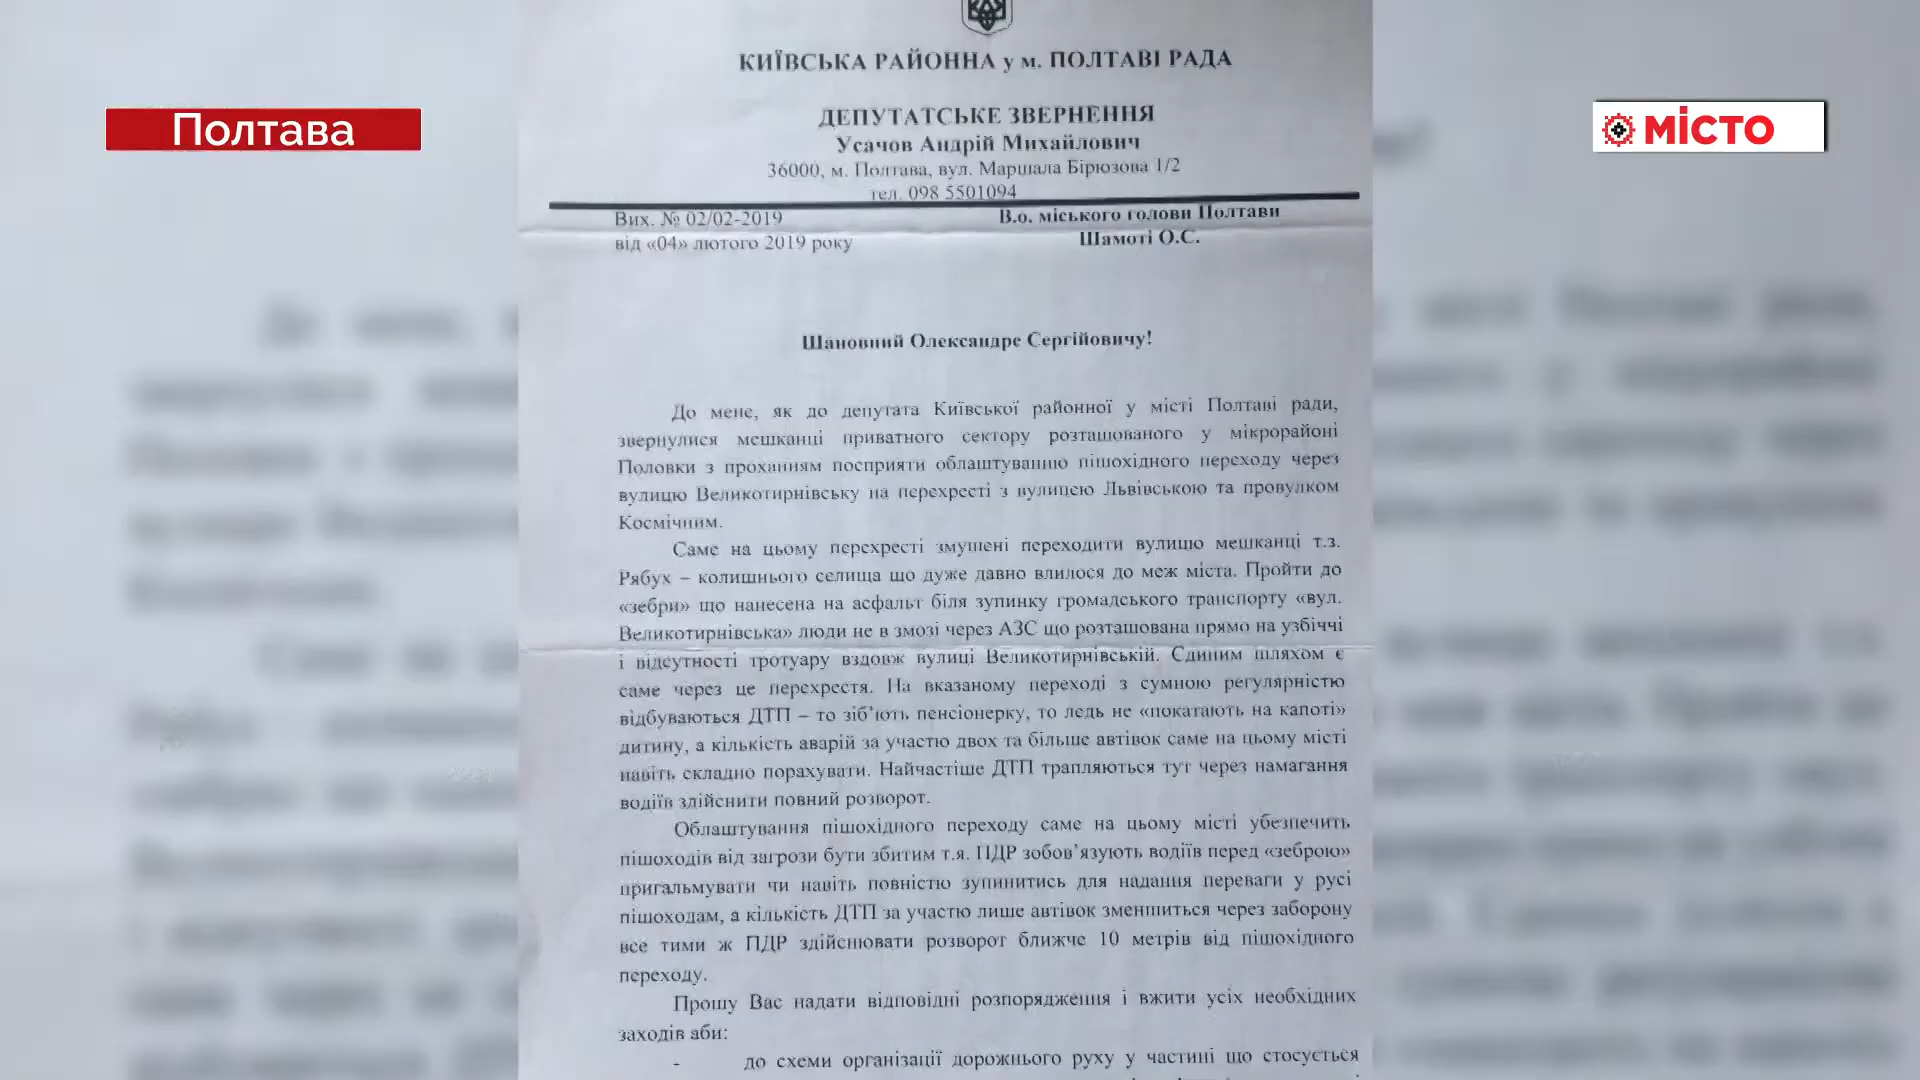 Полтава
МІСТО
КИЇВСЬКА РАЙОННА у м. ПОЛТАВІ РАДА
ДЕПУТАТСЬКЕ ЗВЕРНЕННЯ
Усачов Андрій Михайлович
36000, м. Полтава, вул. Маршала Бірюзова 1/2
тел. 098 5501094
Вих. № 02/02-2019
В.о. міського голови Полтави
від «04» лютого 2019 року
Шамоті О.С.
Шановний Олександре Сергійовичу!
До мене, як до депутата Київської районної у місті Полтаві ради,
звернулися мешканці приватного сектору розташованого у мікрорайоні
Половки з проханням посприяти облаштуванню пішохідного переходу через
вулицю Великотирнівську на перехресті з вулицею Львівською та провулком
Космічним.
Саме на цьому перехресті змушені переходити вулицю мешканці т.з.
Рябух – колишнього селища що дуже давно влилося до меж міста. Пройти до
«зебри» що нанесена на асфальт біля зупинку громадського транспорту «вул.
Великотирнівська» люди не в змозі через АЗС що розташована прямо на узбіччі
і відсутності тротуару вздовж вулиці Великотирнівській. Єдиним шляхом є
саме через це перехрестя. На вказаному переході з сумною регулярністю
відбуваються ДТП – то зіб’ють пенсіонерку, то ледь не «покатають на капоті»
дитину, а кількість аварій за участю двох та більше автівок саме на цьому місті
навіть складно порахувати. Найчастіше ДТП трапляються тут через намагання
водіїв здійснити повний розворот.
Облаштування пішохідного переходу саме на цьому місті убезпечить
пішоходів від загрози бути збитим т.я. ПДР зобов’язують водіїв перед «зеброю»
пригальмувати чи навіть повністю зупинитись для надання переваги у русі
пішоходам, а кількість ДТП за участю лише автівок зменшиться через заборону
все тими ж ПДР здійснювати розворот ближче 10 метрів від пішохідного
переходу.
Прошу Вас надати відповідні розпорядження і вжити усіх необхідних
заходів аби:
- до схеми організації дорожнього руху у частині що стосується